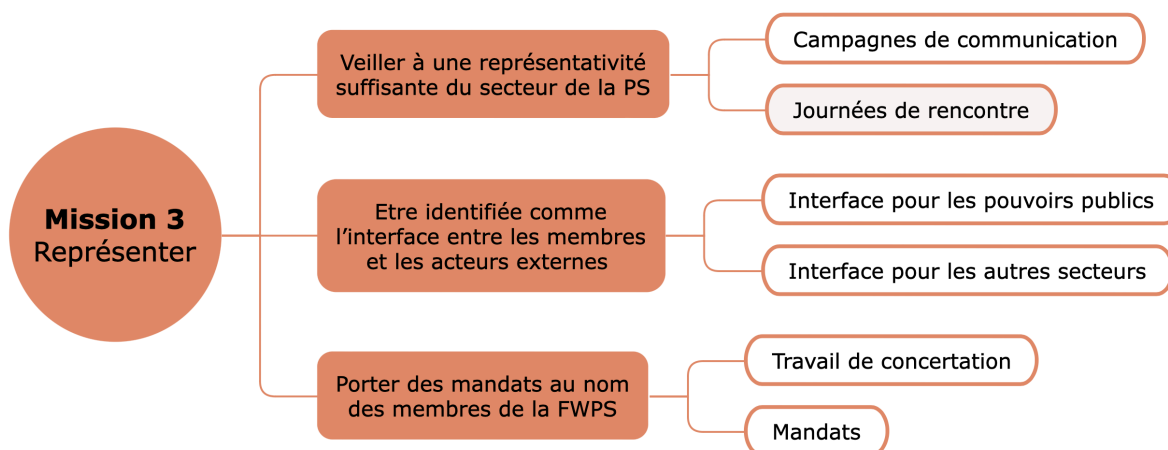 Mission 3
Représenter
Veiller à une représentativité
suffisante du secteur de la PS
Campagnes de communication
Journées de rencontre
Etre identifiée comme
l’interface entre les membres
et les acteurs externes
Interface pour les pouvoirs publics
Interface pour les autres secteurs
Porter des mandats au nom
des membres de la FWPS
Travail de concertation
Mandats